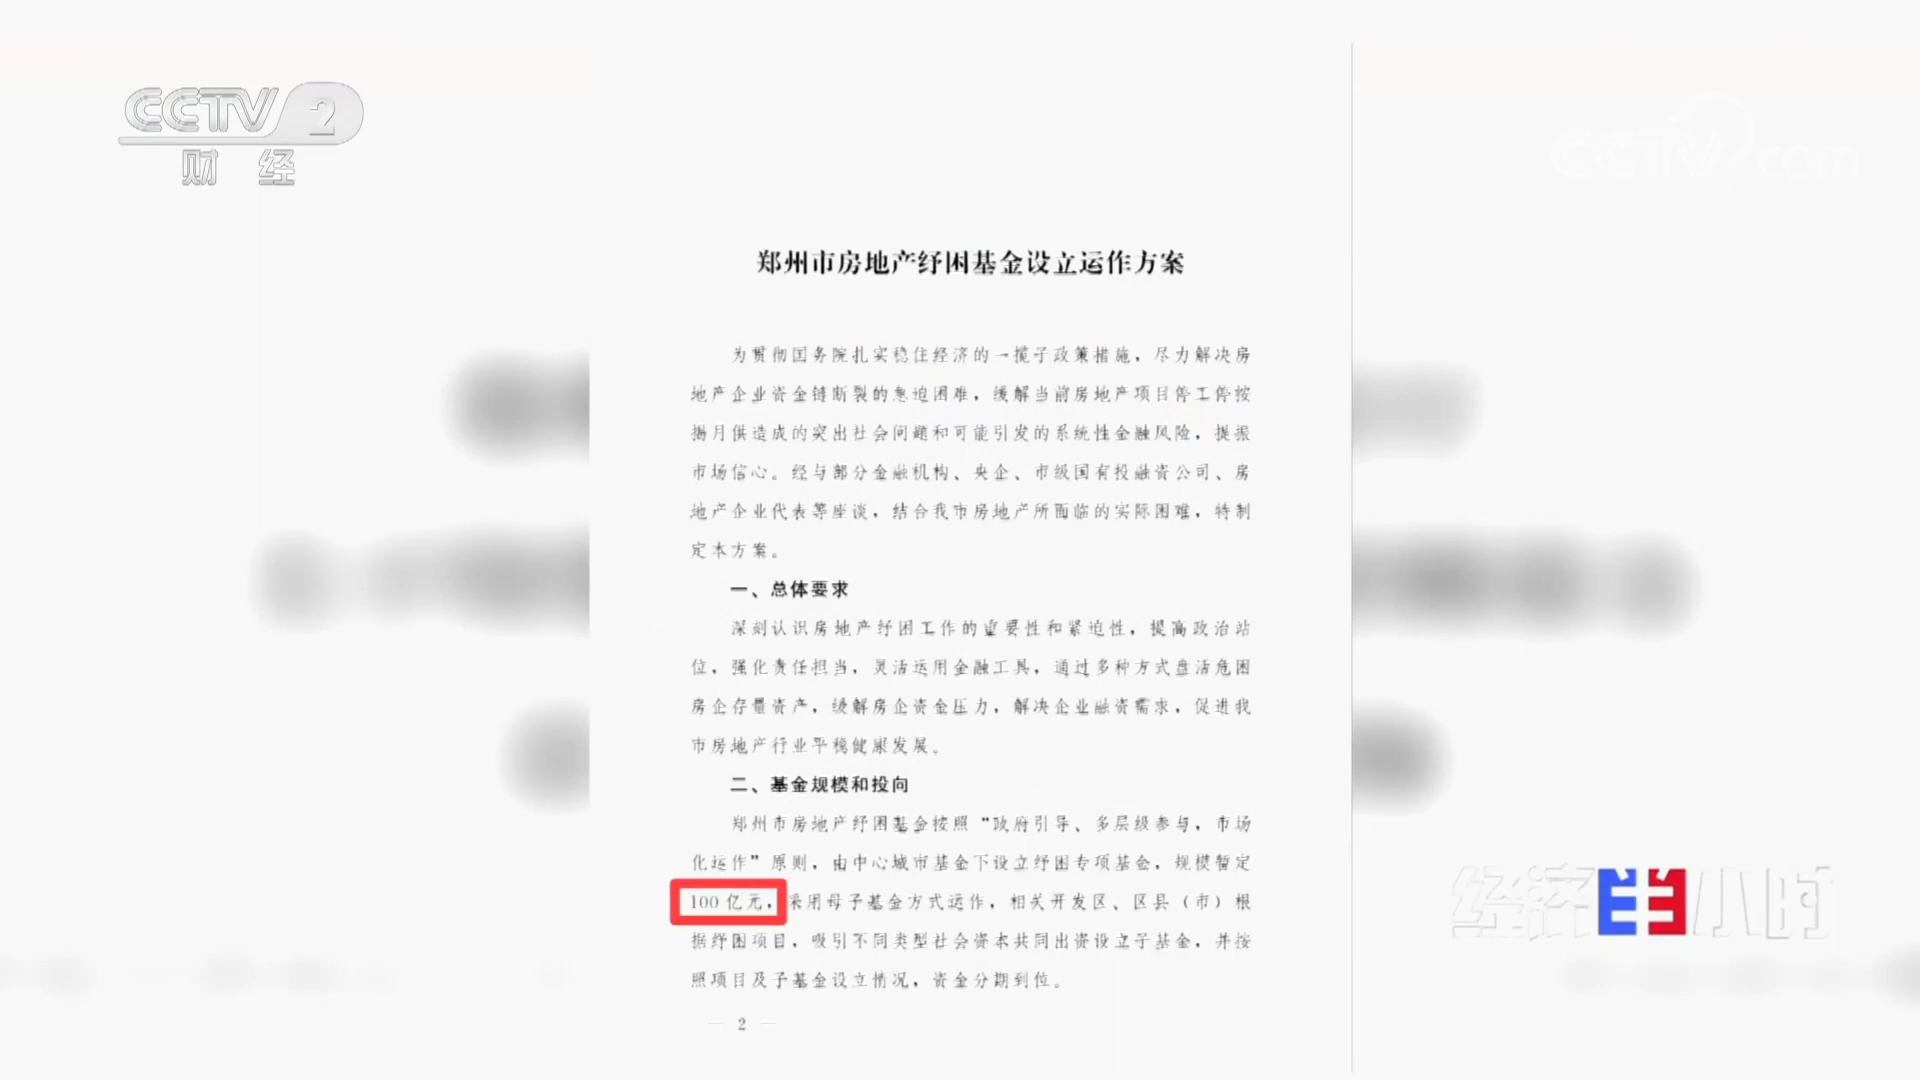 CCTV 2
财 经
CCTV.com
郑州市房地产纾困基金设立运作方案
为贯彻国务院扎实稳住经济的一揽子政策措施，尽力解决房
地产企业资金链断裂的急迫困难，缓解当前房地产项目停工停按
揭月供造成的突出社会问题和可能引发的系统性金融风险，提振
市场信心。经与部分金融机构、央企、市级国有投融资公司、房
地产企业代表等座谈，结合我市房地产所面临的实际困难，特制
定本方案。
一、总体要求
深刻认识房地产纾困工作的重要性和紧迫性，提高政治站
位，强化责任担当，灵活运用金融工具，通过多种方式盘活危困
房企存量资产，缓解房企资金压力，解决企业融资需求，促进我
市房地产行业平稳健康发展。
二、基金规模和投向
郑州市房地产纾困基金按照“政府引导、多层级参与，市场
化运作”原则，由中心城市基金下设立纾困专项基金，规模暂定
100 亿元，采用母子基金方式运作，相关开发区、区县（市）根
据纾困项目，吸引不同类型社会资本共同出资设立子基金，并按
照项目及子基金设立情况，资金分期到位。
— 2 —
经济半小时